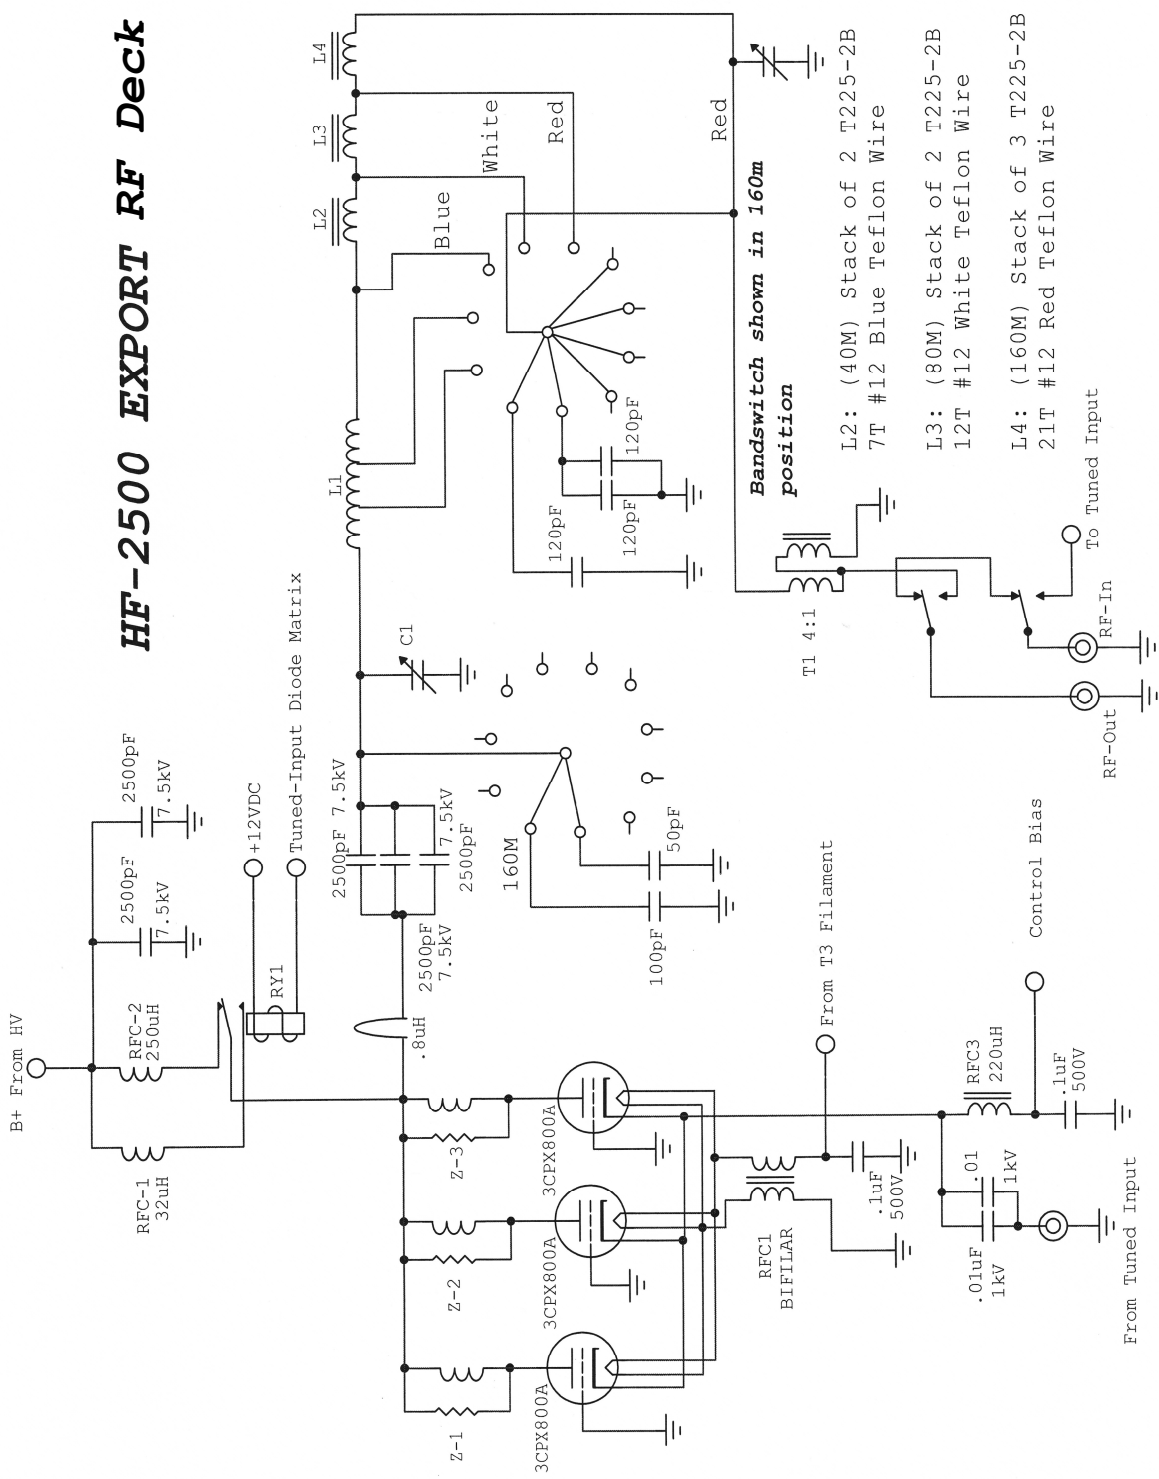 HF-2500 EXPORT RF Deck
B+ From HV
RFC-1
32uH
RFC-2
250uH
2500pF
7.5kV
2500pF
7.5kV
RY1
+12VDC
Tuned-Input Diode Matrix
.8uH
2500pF 7.5kV
2500pF
7.5kV
2500pF
7.5kV
160M
100pF
50pF
C1
L1
L2
L3
L4
Blue
White
Red
Red
120pF
120pF
120pF
Bandswitch shown in 160m
position
L2: (40M) Stack of 2 T225-2B
7T #12 Blue Teflon Wire
L3: (80M) Stack of 2 T225-2B
12T #12 White Teflon Wire
L4: (160M) Stack of 3 T225-2B
21T #12 Red Teflon Wire
T1 4:1
To Tuned Input
RF-In
RF-Out
Z-1
Z-2
Z-3
3CPX800A
3CPX800A
3CPX800A
RFC1
BIFILAR
.1uF
500V
From T3 Filament
RFC3
220uH
.1uF
500V
Control Bias
.01
1kV
.01uF
1kV
From Tuned Input